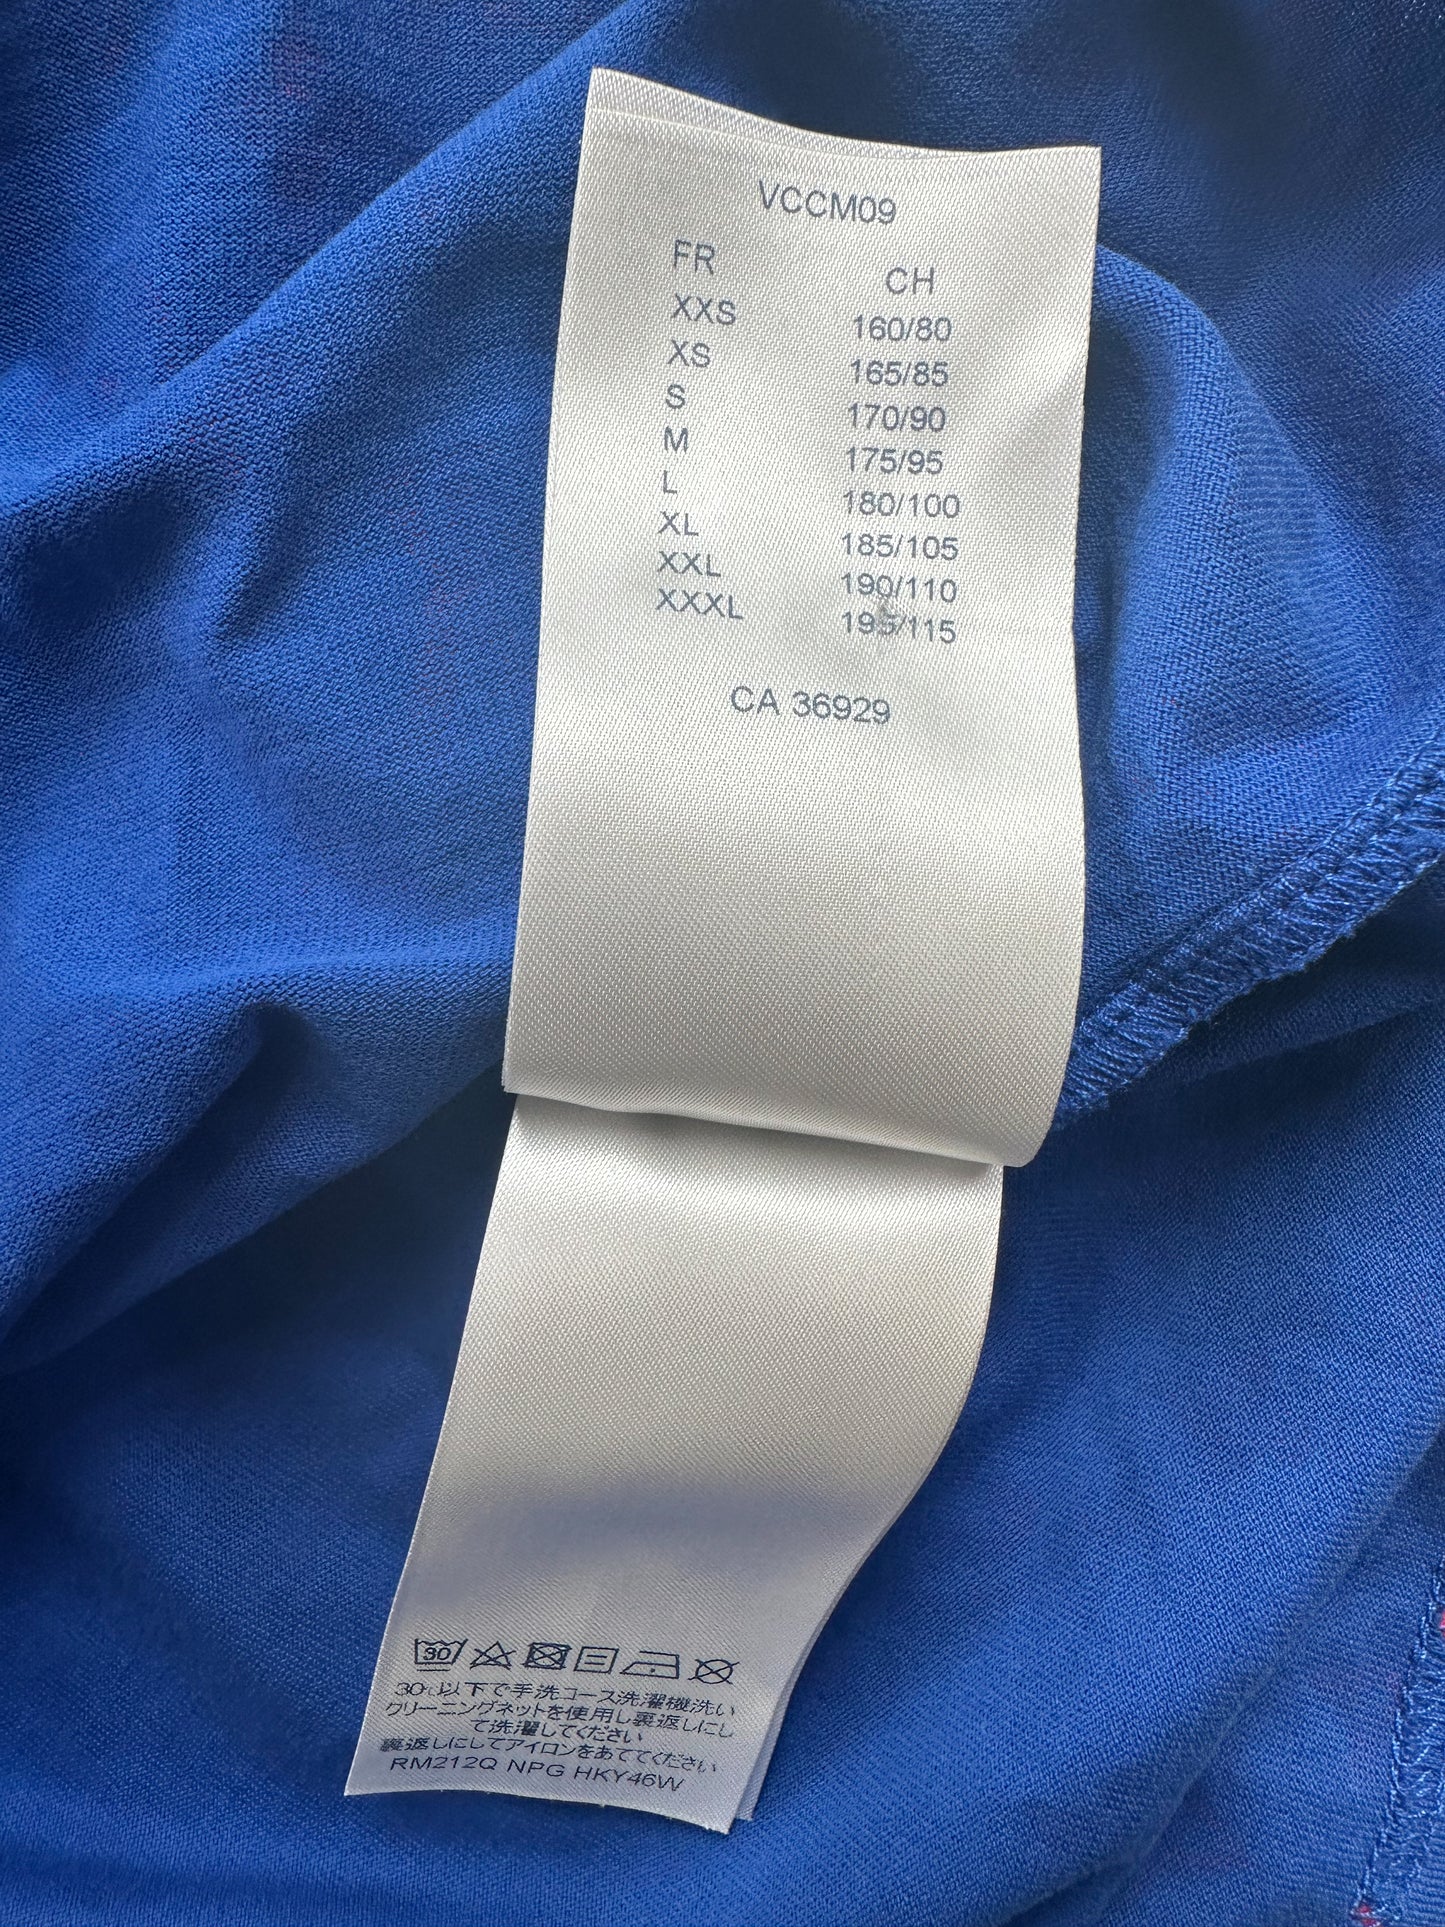 VCCM09
FR CH
XXS 160/80
XS 165/85
S 170/90
M 175/95
L 180/100
XL 185/105
XXL 190/110
XXXL 195/115
CA 36929
30
30℃以下で手洗コース洗濯機洗い
クリーニングネットを使用し裏返しにし
て洗濯してください
裏返しにしてアイロンをあててください
RM212Q NPG HKY46W